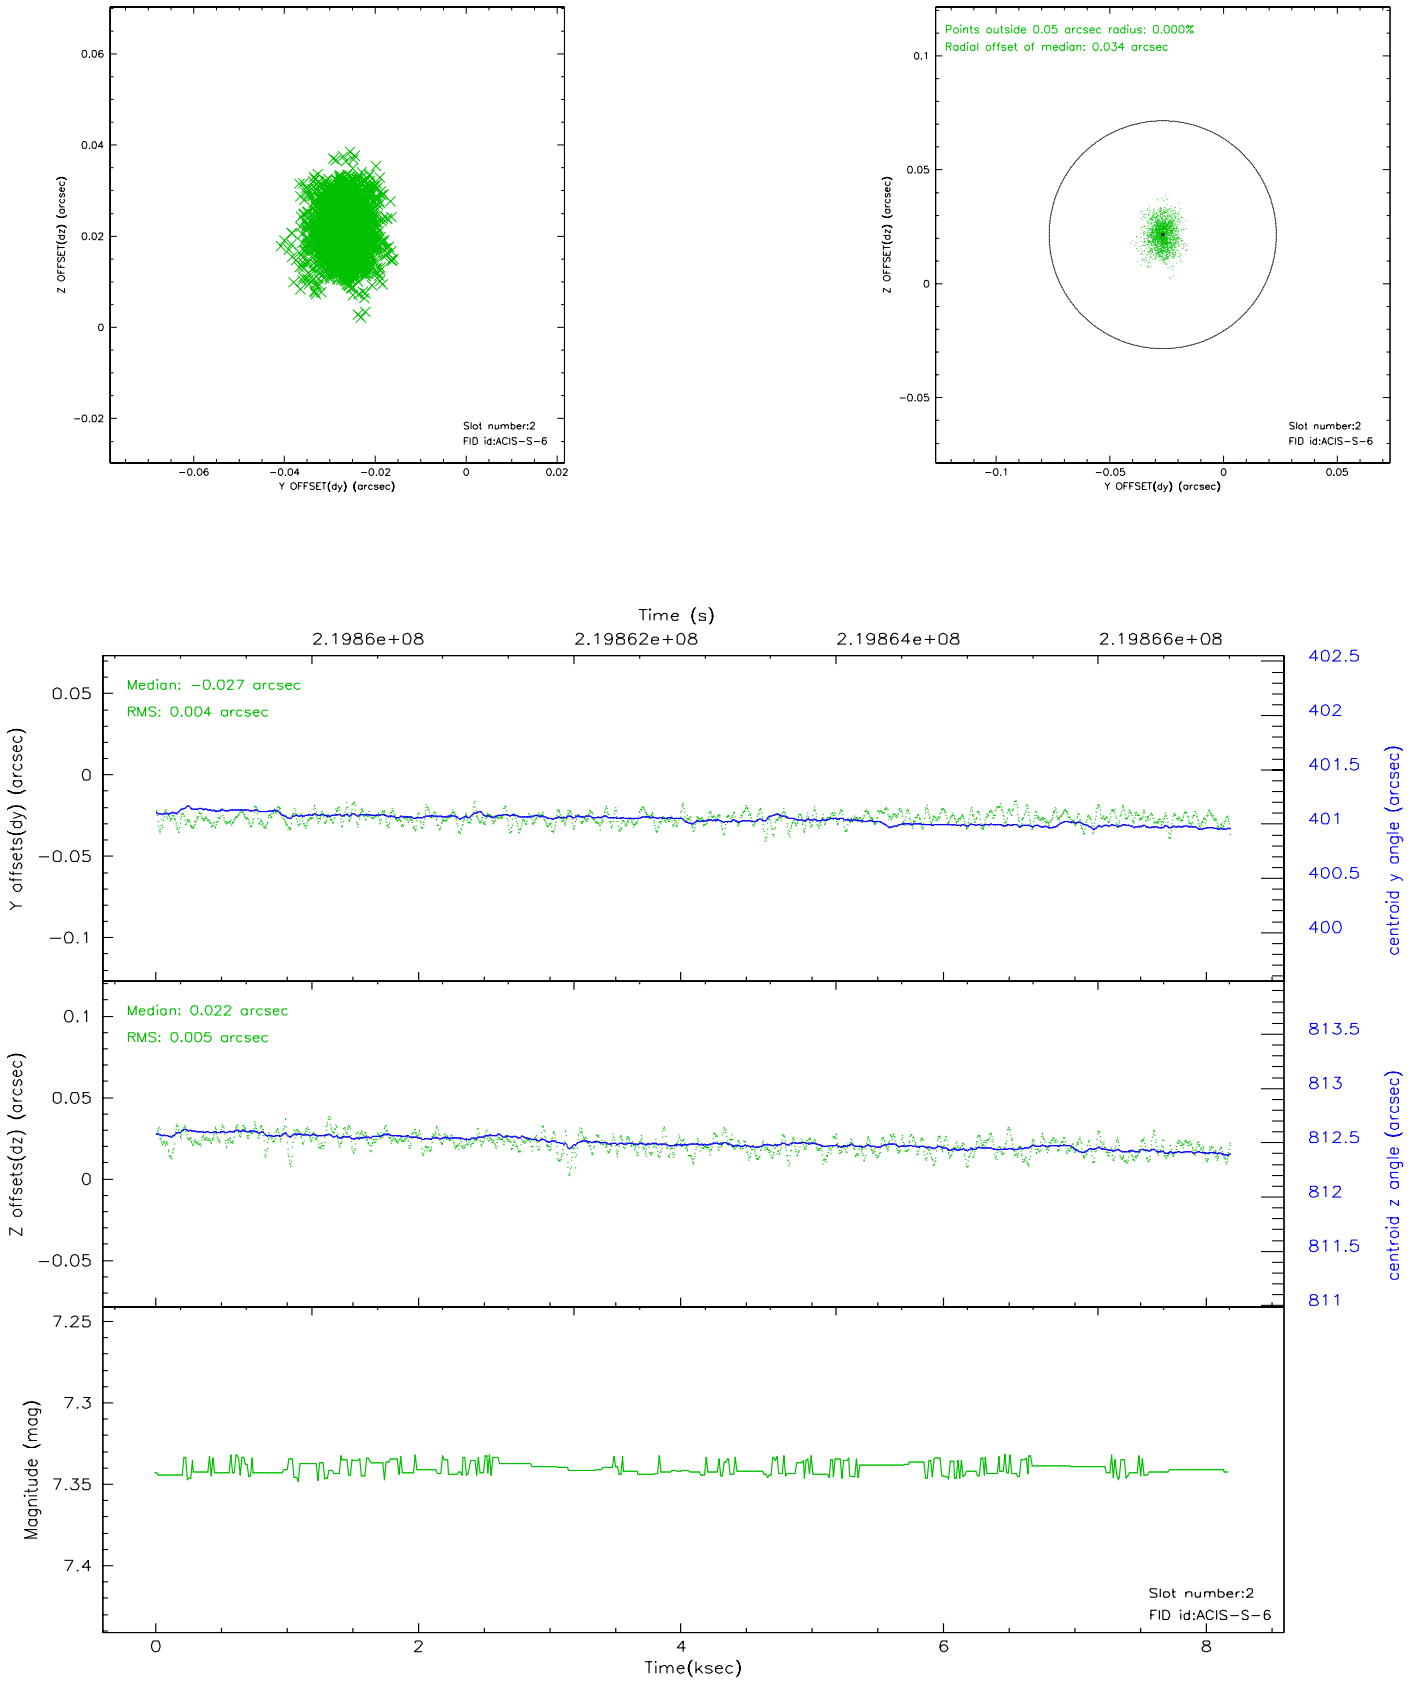 0.06
0.04
0.02
0
−0.02
Z OFFSET(dz) (arcsec)
Slot number:2
FID id:ACIS−S−6
−0.06 −0.04 −0.02 0 0.02
Y OFFSET(dy) (arcsec)
Points outside 0.05 arcsec radius: 0.000%
Radial offset of median: 0.034 arcsec
0.1
0.05
0
−0.05
Z OFFSET(dz) (arcsec)
Slot number:2
FID id:ACIS−S−6
−0.1 −0.05 0 0.05
Y OFFSET(dy) (arcsec)
Time (s)
2.1986e+08 2.19862e+08 2.19864e+08 2.19866e+08
Median: −0.027 arcsec
RMS: 0.004 arcsec
0.05
0
−0.05
−0.1
Y offsets(dy) (arcsec)
402.5
402
401.5
401
400.5
400
centroid y angle (arcsec)
Median: 0.022 arcsec
RMS: 0.005 arcsec
0.1
0.05
0
−0.05
Z offsets(dz) (arcsec)
813.5
813
812.5
812
811.5
811
centroid z angle (arcsec)
7.25
7.3
7.35
7.4
Magnitude (mag)
Slot number:2
FID id:ACIS−S−6
0 2 4 6 8
Time(ksec)